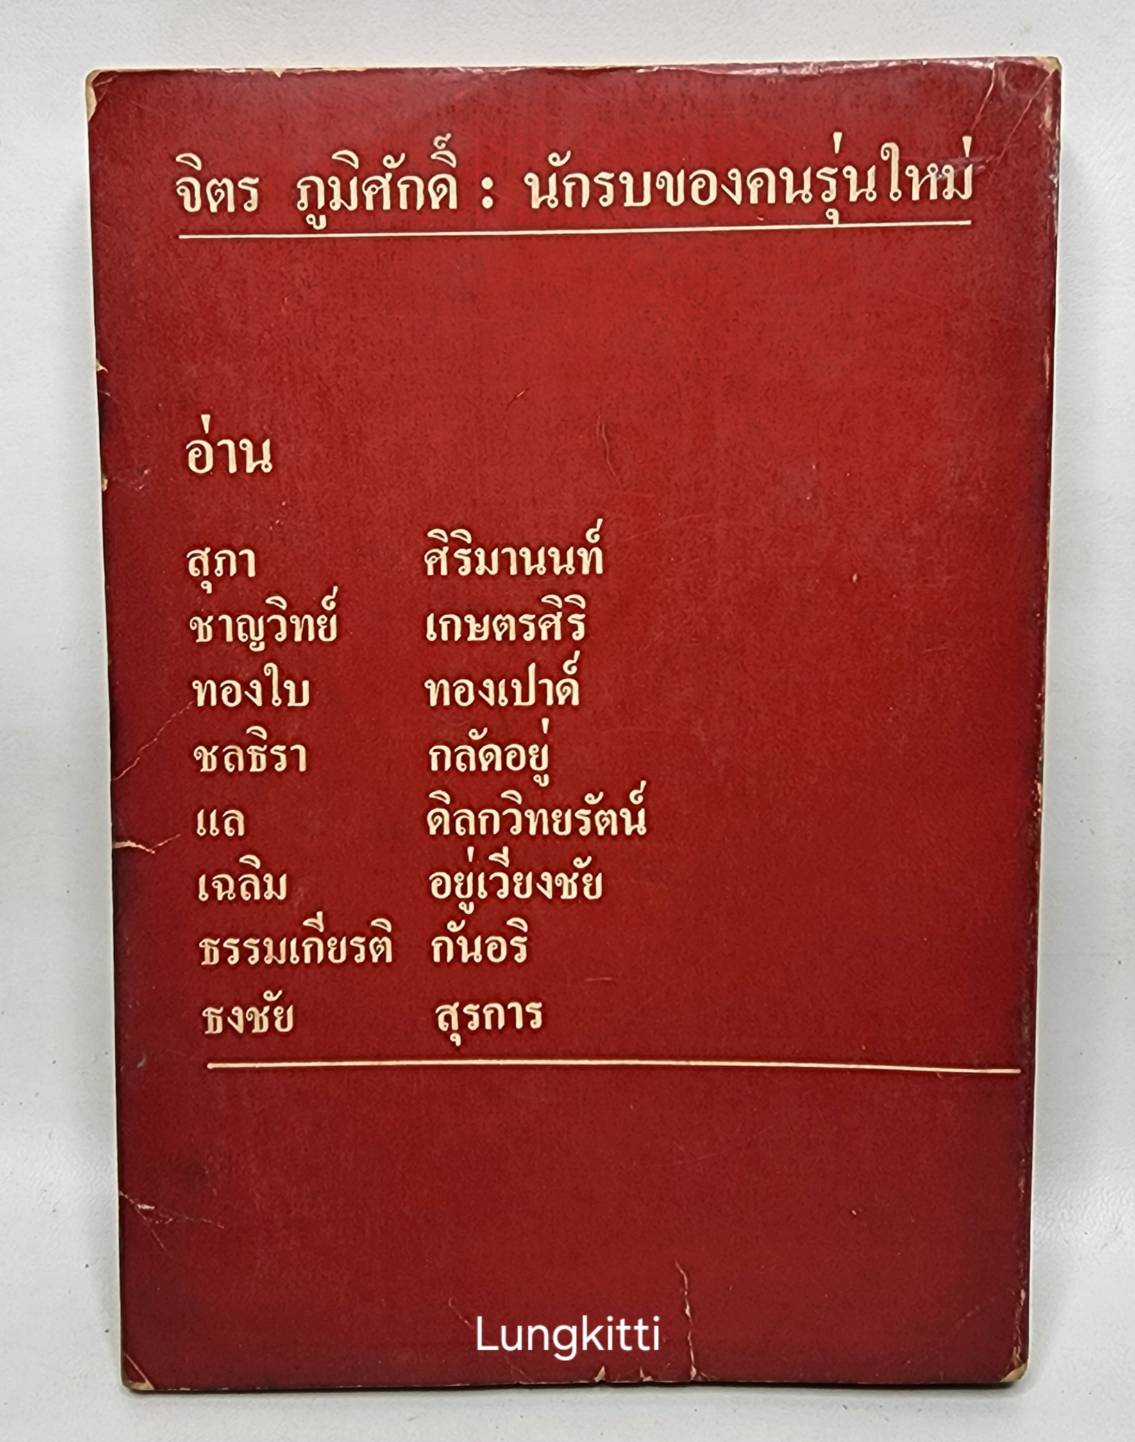 จิตร ภูมิศักดิ์ : นักรบของคนรุ่นใหม่
อ่าน
สุภา ศิริมานนท์
ชาญวิทย์ เกษตรศิริ
ทองใบ ทองเปาด์
ชลธิรา กลัดอยู่
แล ดิลกวิทยรัตน์
เฉลิม อยู่เวียงชัย
ธรรมเกียรติ กันอริ
ธงชัย สุรการ
Lungkitti